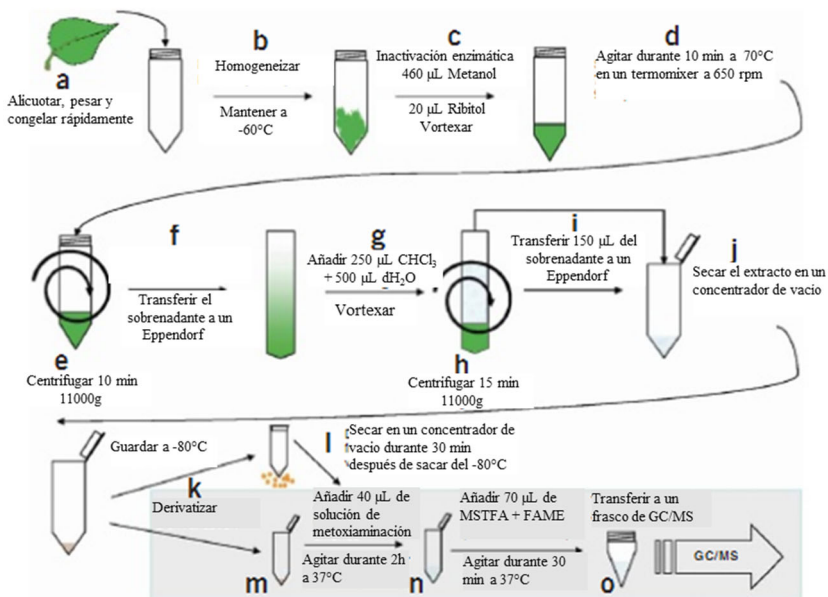 a
Alicuotar, pesar y
congelar rápidamente
b
Homogeneizar
Mantener a
-60°C
c
Inactivación enzimática
460 µL Metanol
20 µL Ribitol
Vortexar
d
Agitar durante 10 min a 70°C
en un termomixer a 650 rpm
e
Centrifugar 10 min
11000g
f
Transferir el
sobrenadante a un
Eppendorf
g
Añadir 250 µL CHCl₃
+ 500 µL dH₂O
Vortexar
h
Centrifugar 15 min
11000g
i
Transferir 150 µL del
sobrenadante a un
Eppendorf
j
Secar el extracto en un
concentrador de vacio
Guardar a -80°C
k
Derivatizar
l
Secar en un concentrador de
vacio durante 30 min
después de sacar del -80°C
m
Añadir 40 µL de
solución de
metoxiaminación
Agitar durante 2h
a 37°C
n
Añadir 70 µL de
MSTFA + FAME
Agitar durante 30
min a 37°C
o
Transferir a un
frasco de GC/MS
GC/MS